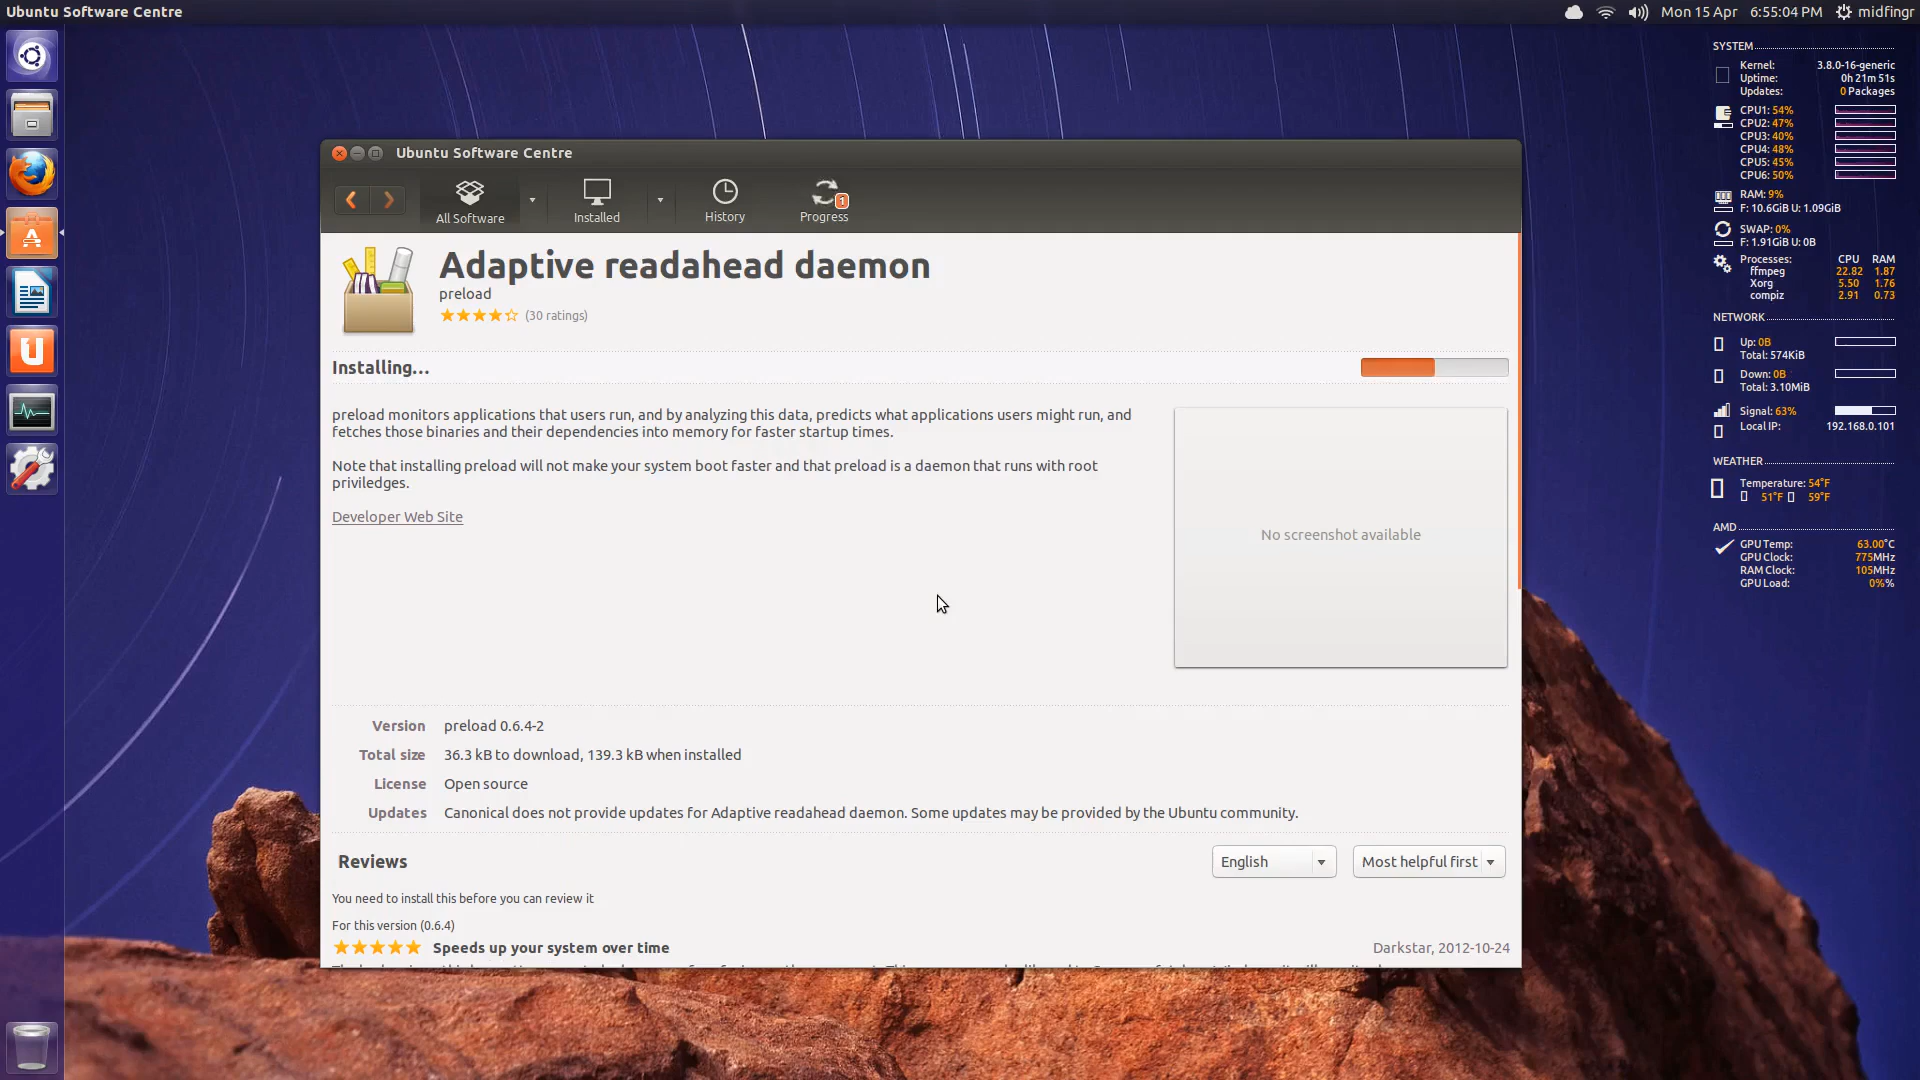 Ubuntu Software Centre
Mon 15 Apr 6:55:04 PM midfingr
Ubuntu Software Centre
All Software
Installed
History
Progress
1
Adaptive readahead daemon
preload
(30 ratings)
Installing...
preload monitors applications that users run, and by analyzing this data, predicts what applications users might run, and
fetches those binaries and their dependencies into memory for faster startup times.
Note that installing preload will not make your system boot faster and that preload is a daemon that runs with root
priviledges.
Developer Web Site
No screenshot available
Version preload 0.6.4-2
Total size 36.3 kB to download, 139.3 kB when installed
License Open source
Updates Canonical does not provide updates for Adaptive readahead daemon. Some updates may be provided by the Ubuntu community.
Reviews
English
Most helpful first
You need to install this before you can review it
For this version (0.6.4)
Speeds up your system over time
Darkstar, 2012-10-24
SYSTEM
Kernel: 3.8.0-16-generic
Uptime: 0h 21m 51s
Updates: 0 Packages
CPU1: 54%
CPU2: 47%
CPU3: 40%
CPU4: 48%
CPU5: 45%
CPU6: 50%
RAM: 9%
F: 10.6GiB U: 1.09GiB
SWAP: 0%
F: 1.91GiB U: 0B
Processes: CPU RAM
ffmpeg 22.82 1.87
Xorg 5.50 1.76
compiz 2.91 0.73
NETWORK
Up: 0B
Total: 574KiB
Down: 0B
Total: 3.10MiB
Signal: 63%
Local IP: 192.168.0.101
WEATHER
Temperature: 54°F
51°F 59°F
AMD
GPU Temp: 63.00°C
GPU Clock: 775MHz
RAM Clock: 105MHz
GPU Load: 0%%